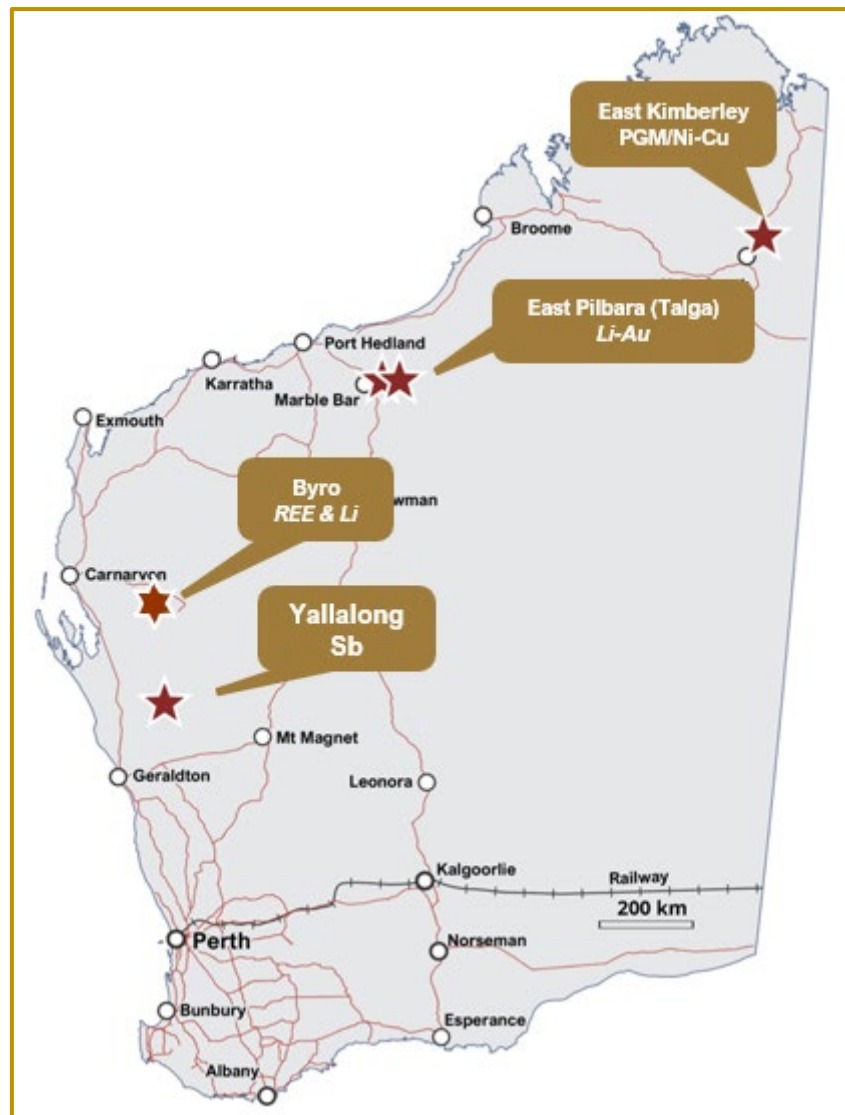 East Kimberley
PGM/Ni-Cu
Broome
East Pilbara (Talga)
Li-Au
Port Hedland
Karratha
Marble Bar
Exmouth
Byro
REE & Li
wman
Carnarvon
Yallalong
Sb
Mt Magnet
Geraldton
Leonora
Kalgoorlie
Railway
200 km
Perth
Norseman
Bunbury
Esperance
Albany